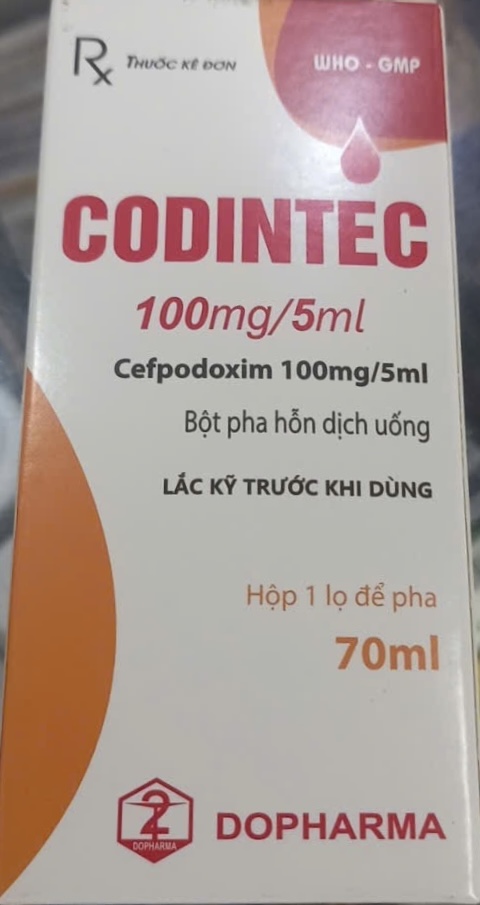 Rx THUỐC KÊ ĐƠN
WHO - GMP
CODINTEC
100mg/5ml
Cefpodoxim 100mg/5ml
Bột pha hỗn dịch uống
LẮC KỸ TRƯỚC KHI DÙNG
Hộp 1 lọ để pha
70ml
2
DOPHARMA
DOPHARMA